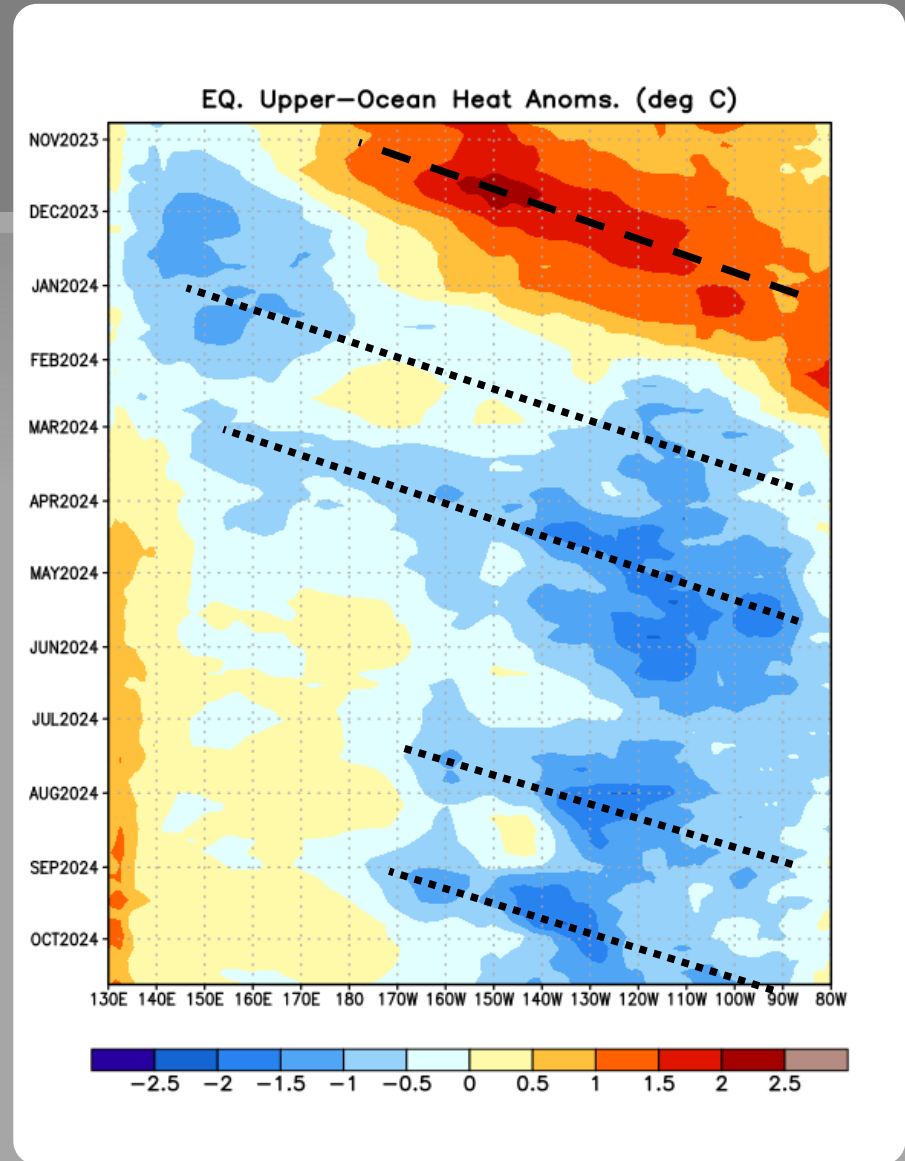 EQ. Upper-Ocean Heat Anoms. (deg C)
NOV2023
DEC2023
JAN2024
FEB2024
MAR2024
APR2024
MAY2024
JUN2024
JUL2024
AUG2024
SEP2024
OCT2024
130E 140E 150E 160E 170E 180 170W 160W 150W 140W 130W 120W 110W 100W 90W 80W
-2.5 -2 -1.5 -1 -0.5 0 0.5 1 1.5 2 2.5